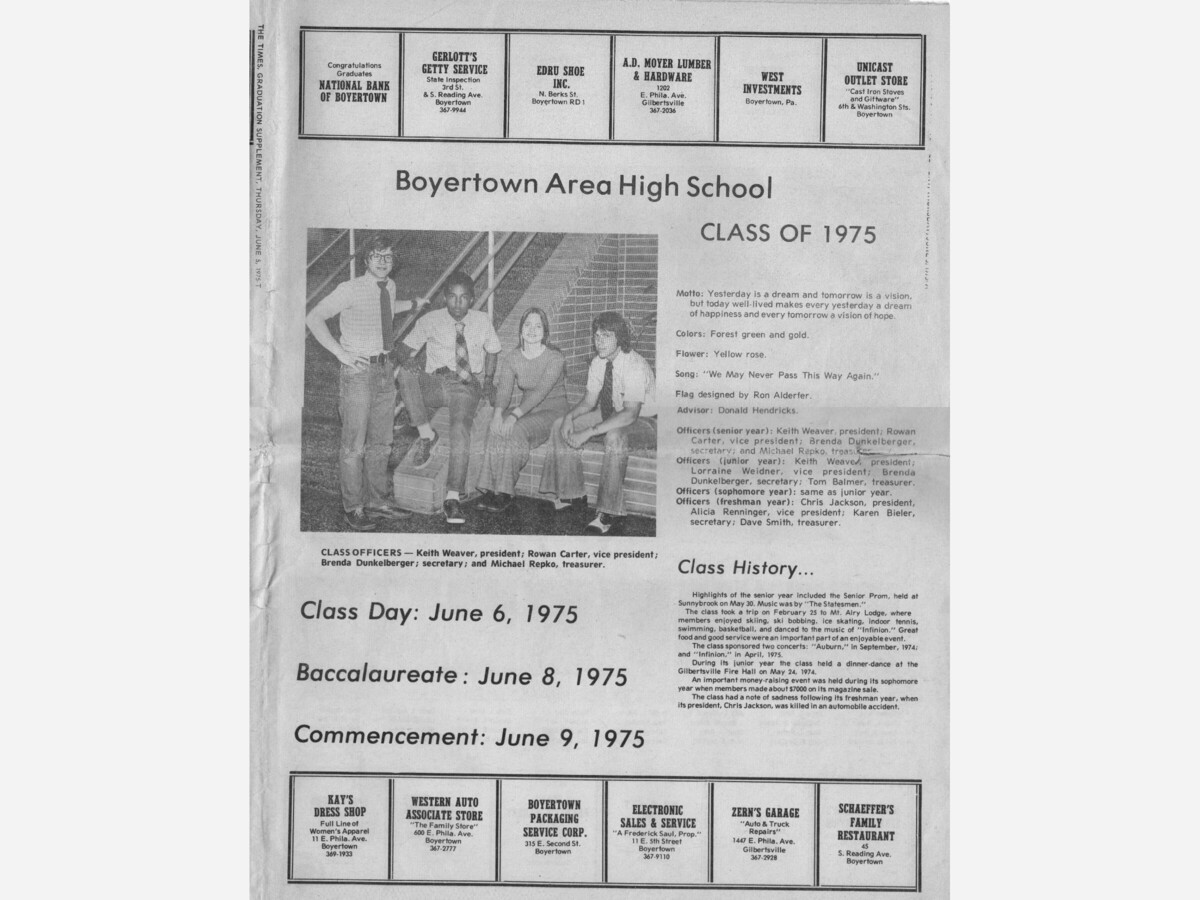 THE TIMES, GRADUATION SUPPLEMENT, THURSDAY, JUNE 5, 1975
Congratulations
Graduates
NATIONAL BANK
OF BOYERTOWN
GERLOTT'S
GETTY SERVICE
State Inspection
3rd St.
& S. Reading Ave.
Boyertown
367-9944
EDRU SHOE
INC.
N. Berks St.
Boyertown RD 1
A.D. MOYER LUMBER
& HARDWARE
1202
E. Phila. Ave.
Gilbertsville
367-2036
WEST
INVESTMENTS
Boyertown, Pa.
UNICAST
OUTLET STORE
"Cast Iron Stoves
and Giftware"
6th & Washington Sts.
Boyertown
Boyertown Area High School
CLASS OF 1975
Motto: Yesterday is a dream and tomorrow is a vision,
but today well-lived makes every yesterday a dream
of happiness and every tomorrow a vision of hope.
Colors: Forest green and gold.
Flower: Yellow rose.
Song: "We May Never Pass This Way Again."
Flag designed by Ron Alderfer.
Advisor: Donald Hendricks.
Officers (senior year): Keith Weaver, president; Rowan
Carter, vice president; Brenda Dunkelberger,
secretary; and Michael Repko, treasurer.
Officers (junior year): Keith Weaver, president;
Lorraine Weidner, vice president; Brenda
Dunkelberger, secretary; Tom Balmer, treasurer.
Officers (sophomore year): same as junior year.
Officers (freshman year): Chris Jackson, president,
Alicia Renninger, vice president; Karen Bieler,
secretary; Dave Smith, treasurer.
CLASS OFFICERS — Keith Weaver, president; Rowan Carter, vice president;
Brenda Dunkelberger; secretary; and Michael Repko, treasurer.
Class Day: June 6, 1975
Baccalaureate: June 8, 1975
Commencement: June 9, 1975
Class History...
Highlights of the senior year included the Senior Prom, held at
Sunnybrook on May 30. Music was by "The Statesmen."
The class took a trip on February 25 to Mt. Airy Lodge, where
members enjoyed skiing, ski bobbing, ice skating, indoor tennis,
swimming, basketball, and danced to the music of "Infinion." Great
food and good service were an important part of an enjoyable event.
The class sponsored two concerts: "Auburn," in September, 1974;
and "Infinion," in April, 1975.
During its junior year the class held a dinner-dance at the
Gilbertsville Fire Hall on May 24, 1974.
An important money-raising event was held during its sophomore
year when members made about $7000 on its magazine sale.
The class had a note of sadness following its freshman year, when
its president, Chris Jackson, was killed in an automobile accident.
KAY'S
DRESS SHOP
Full Line of
Women's Apparel
11 E. Phila. Ave.
Boyertown
369-1933
WESTERN AUTO
ASSOCIATE STORE
"The Family Store"
600 E. Phila. Ave.
Boyertown
367-2777
BOYERTOWN
PACKAGING
SERVICE CORP.
315 E. Second St.
Boyertown
ELECTRONIC
SALES & SERVICE
"A Frederick Saul, Prop."
11 E. 5th Street
Boyertown
367-9110
ZERN'S GARAGE
"Auto & Truck
Repairs"
1447 E. Phila. Ave.
Gilbertsville
367-2928
SCHAEFFER'S
FAMILY
RESTAURANT
45
S. Reading Ave.
Boyertown